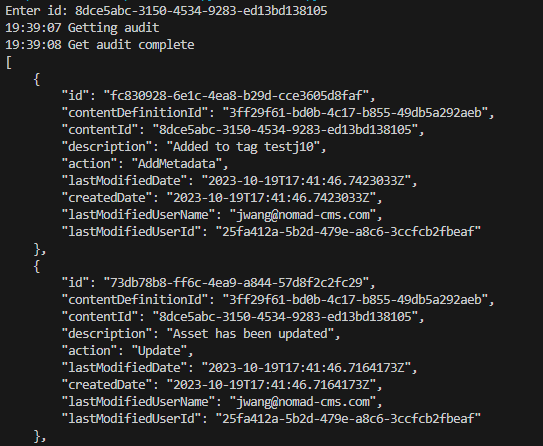 Enter id: 8dce5abc-3150-4534-9283-ed13bd138105
19:39:07 Getting audit
19:39:08 Get audit complete
[
    {
        "id": "fc830928-6e1c-4ea8-b29d-cce3605d8faf",
        "contentDefinitionId": "3ff29f61-bd0b-4c17-b855-49db5a292aeb",
        "contentId": "8dce5abc-3150-4534-9283-ed13bd138105",
        "description": "Added to tag testj10",
        "action": "AddMetadata",
        "lastModifiedDate": "2023-10-19T17:41:46.7423033Z",
        "createdDate": "2023-10-19T17:41:46.7423033Z",
        "lastModifiedUserName": "jwang@nomad-cms.com",
        "lastModifiedUserId": "25fa412a-5b2d-479e-a8c6-3ccfcb2fbeaf"
    },
    {
        "id": "73db78b8-ff6c-4ea9-a844-57d8f2c2fc29",
        "contentDefinitionId": "3ff29f61-bd0b-4c17-b855-49db5a292aeb",
        "contentId": "8dce5abc-3150-4534-9283-ed13bd138105",
        "description": "Asset has been updated",
        "action": "Update",
        "lastModifiedDate": "2023-10-19T17:41:46.7164173Z",
        "createdDate": "2023-10-19T17:41:46.7164173Z",
        "lastModifiedUserName": "jwang@nomad-cms.com",
        "lastModifiedUserId": "25fa412a-5b2d-479e-a8c6-3ccfcb2fbeaf"
    },